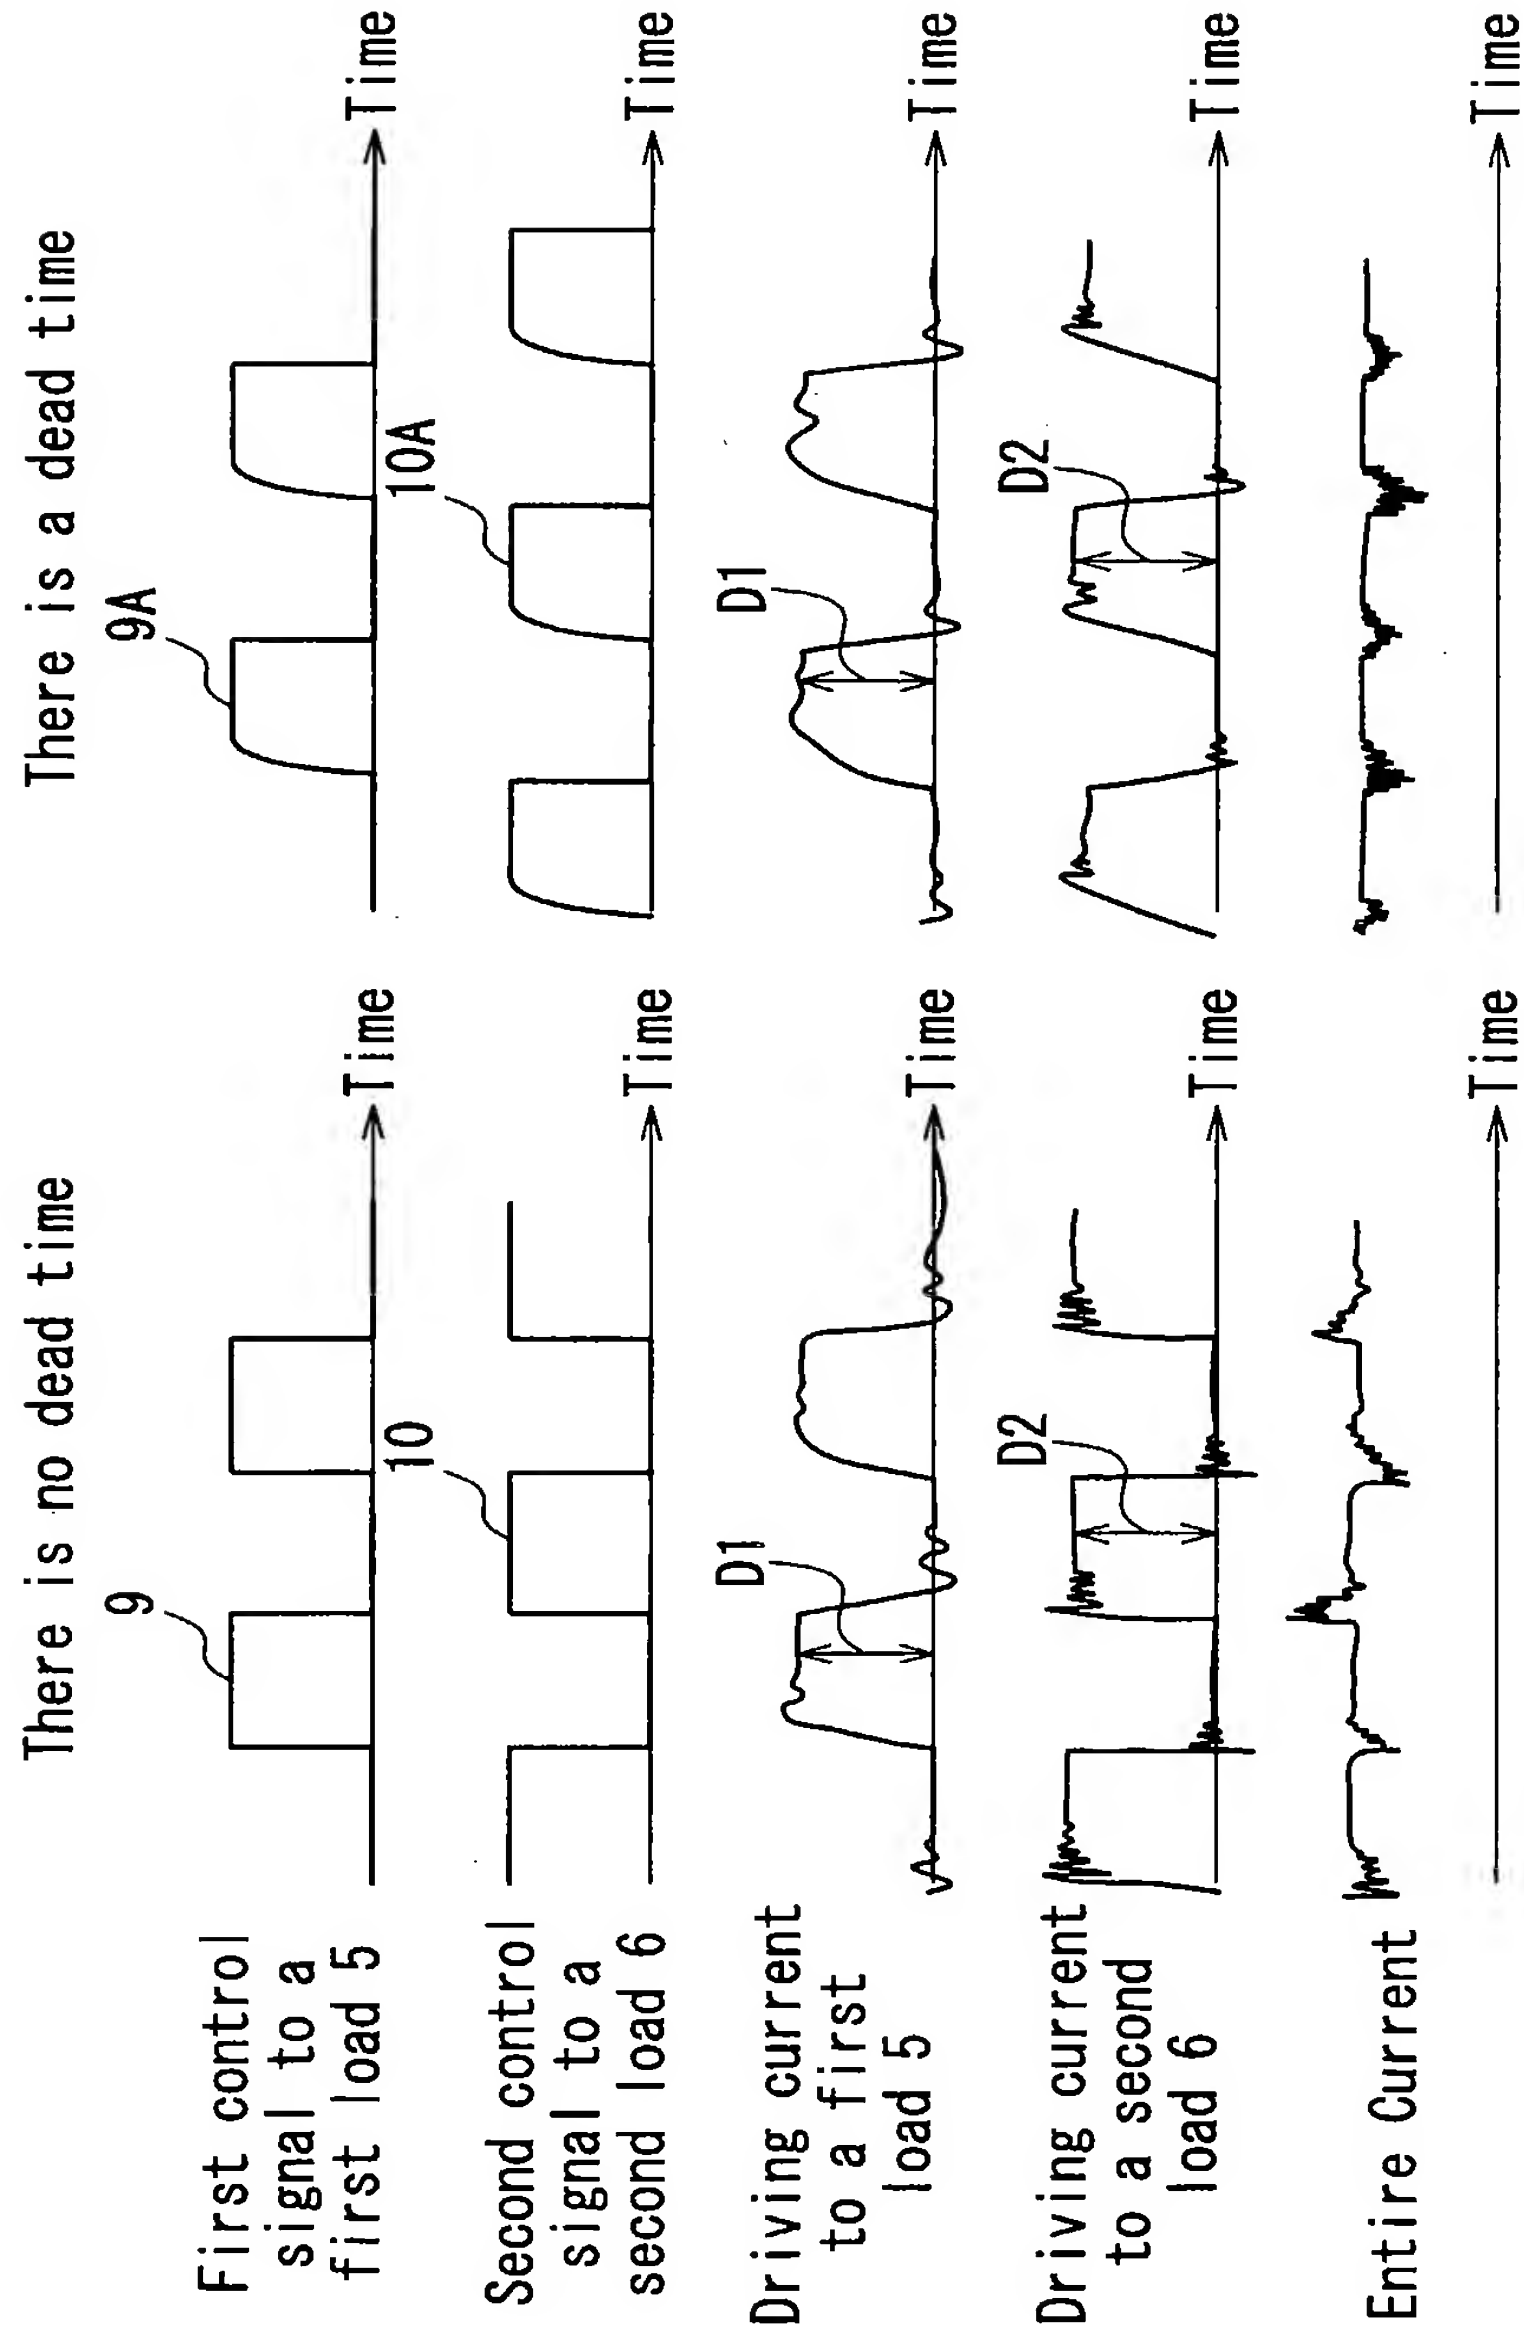 There is no dead time
There is a dead time
First control
signal to a
first load 5
9
Time
9A
Time
Second control
signal to a
second load 6
10
Time
10A
Time
Driving current
to a first
load 5
D1
Time
D1
Time
Driving current
to a second
load 6
D2
Time
D2
Time
Entire Current
Time
Time